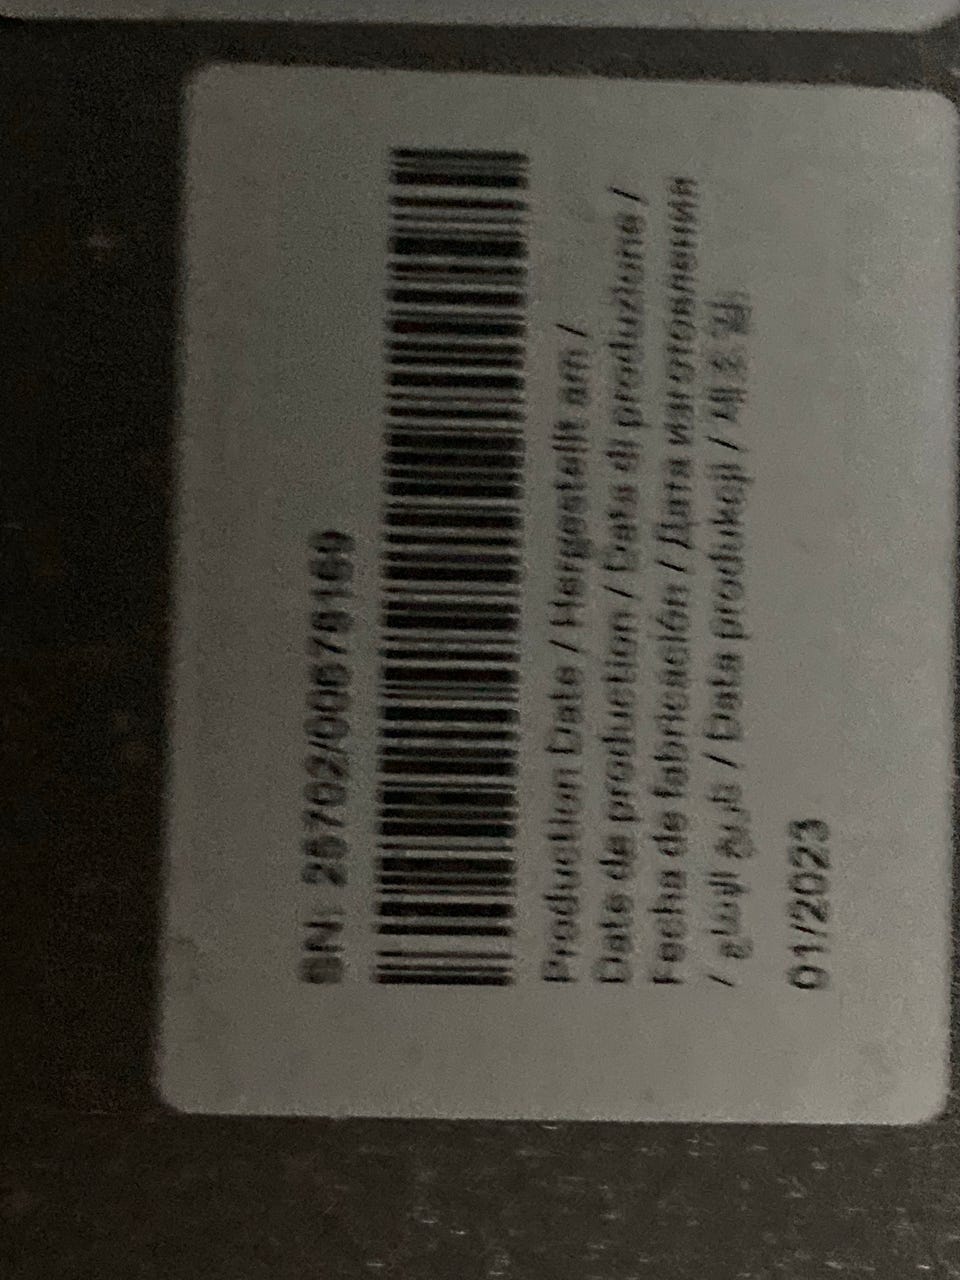 SN: 25702/
Production Date / Hergestellt am /
Date de production / Data di produzione /
Fecha de fabricación / Дата изготовления
/ تاريخ الإنتاج / Data produkcji / 제조일
01/2023